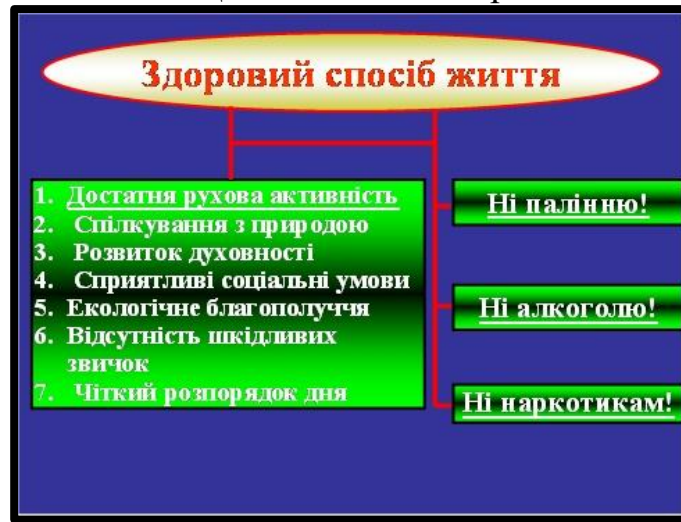 Здоровий спосіб життя
1. Достатня рухова активність
2. Спілкування з природою
3. Розвиток духовності
4. Сприятливі соціальні умови
5. Екологічне благополуччя
6. Відсутність шкідливих
звичок
7. Чіткий розпорядок дня
Ні палінню!
Ні алкоголю!
Ні наркотикам!